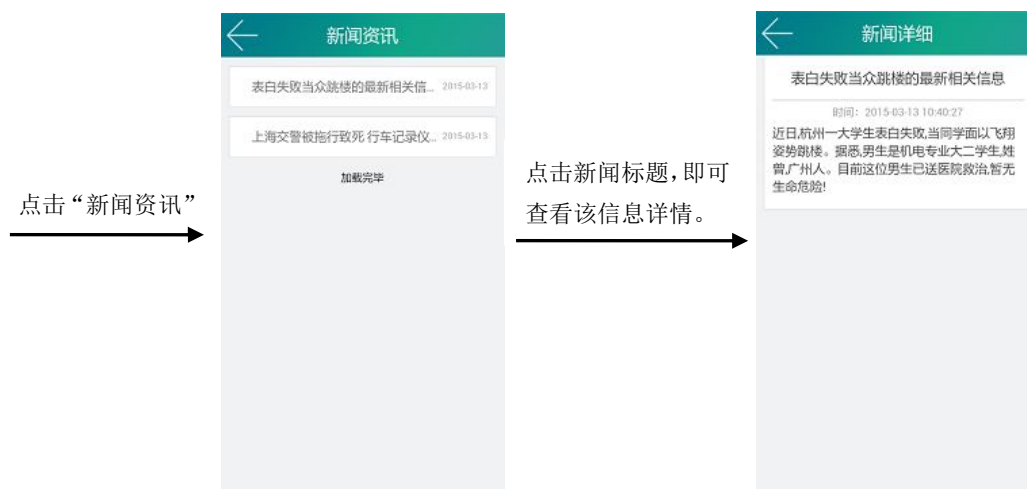 点击“新闻资讯”
新闻资讯
表白失败当众跳楼的最新相关信... 2015-03-13
上海交警被拖行致死 行车记录仪... 2015-03-13
加载完毕
点击新闻标题,即可
查看该信息详情。
新闻详细
表白失败当众跳楼的最新相关信息
时间：2015-03-13 10:40:27
近日,杭州一大学生表白失败,当同学面以飞翔
姿势跳楼。据悉,男生是机电专业大二学生,姓
曾,广州人。目前这位男生已送医院救治,暂无
生命危险!